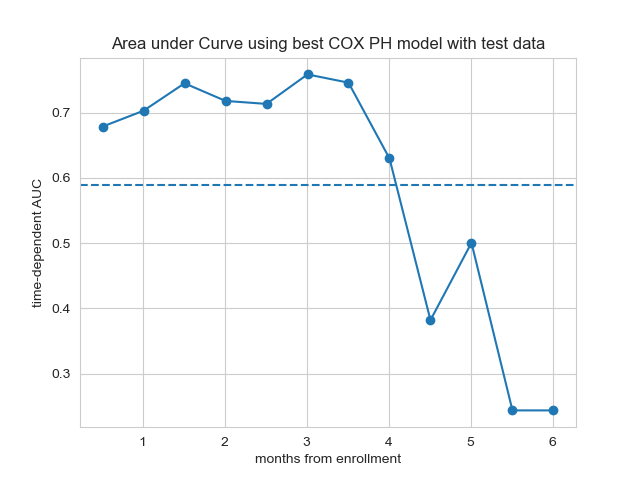 Area under Curve using best COX PH model with test data
time-dependent AUC
0.7
0.6
0.5
0.4
0.3
1 2 3 4 5 6
months from enrollment